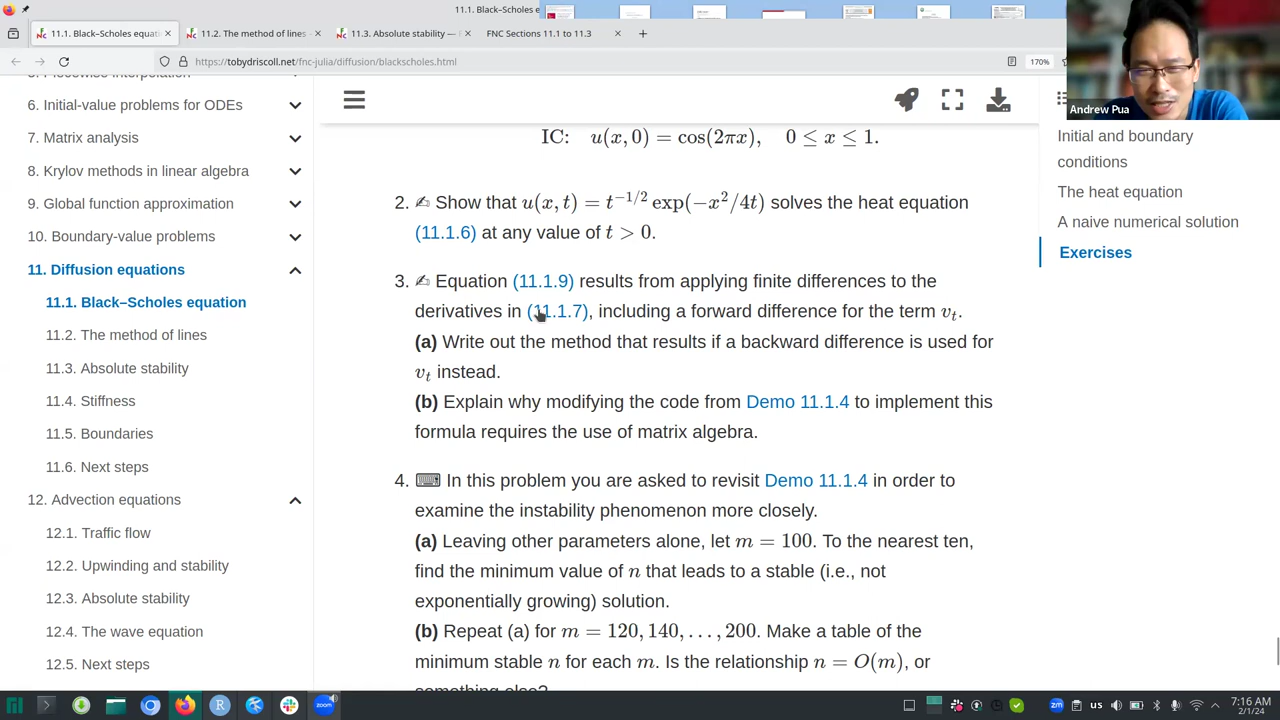 11.1. Black–Scholes e
11.1. Black–Scholes equati
11.2. The method of lines
11.3. Absolute stability —
FNC Sections 11.1 to 11.3
https://tobydriscoll.net/fnc-julia/diffusion/blackscholes.html
170%
Andrew Pua
6. Initial-value problems for ODEs
7. Matrix analysis
8. Krylov methods in linear algebra
9. Global function approximation
10. Boundary-value problems
11. Diffusion equations
11.1. Black–Scholes equation
11.2. The method of lines
11.3. Absolute stability
11.4. Stiffness
11.5. Boundaries
11.6. Next steps
12. Advection equations
12.1. Traffic flow
12.2. Upwinding and stability
12.3. Absolute stability
12.4. The wave equation
12.5. Next steps
IC: u(x, 0) = cos(2πx), 0 ≤ x ≤ 1.
2. ✍ Show that u(x, t) = t^{−1/2} exp(−x²/4t) solves the heat equation
(11.1.6) at any value of t > 0.
3. ✍ Equation (11.1.9) results from applying finite differences to the
derivatives in (11.1.7), including a forward difference for the term v_t.
(a) Write out the method that results if a backward difference is used for
v_t instead.
(b) Explain why modifying the code from Demo 11.1.4 to implement this
formula requires the use of matrix algebra.
4. ⌨ In this problem you are asked to revisit Demo 11.1.4 in order to
examine the instability phenomenon more closely.
(a) Leaving other parameters alone, let m = 100. To the nearest ten,
find the minimum value of n that leads to a stable (i.e., not
exponentially growing) solution.
(b) Repeat (a) for m = 120, 140, …, 200. Make a table of the
minimum stable n for each m. Is the relationship n = O(m), or
something else?
Initial and boundary
conditions
The heat equation
A naive numerical solution
Exercises
zoom
zm
us
7:16 AM
2/1/24